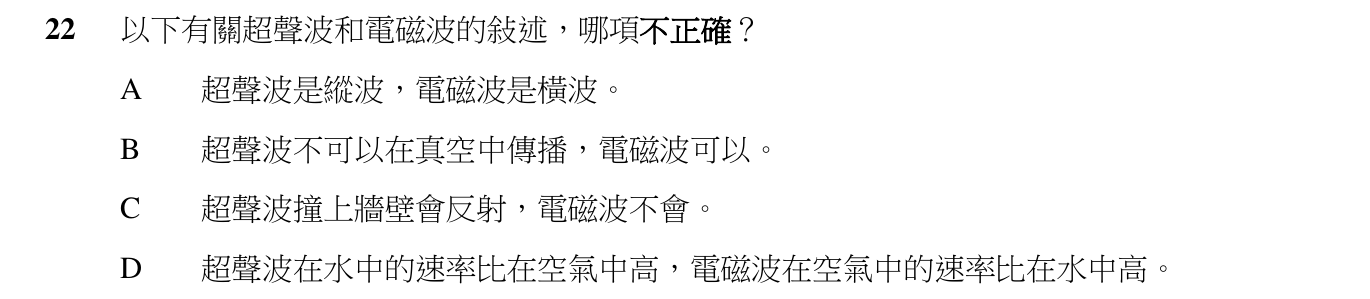 22 以下有關超聲波和電磁波的敍述，哪項不正確？
A 超聲波是縱波，電磁波是橫波。
B 超聲波不可以在真空中傳播，電磁波可以。
C 超聲波撞上牆壁會反射，電磁波不會。
D 超聲波在水中的速率比在空氣中高，電磁波在空氣中的速率比在水中高。